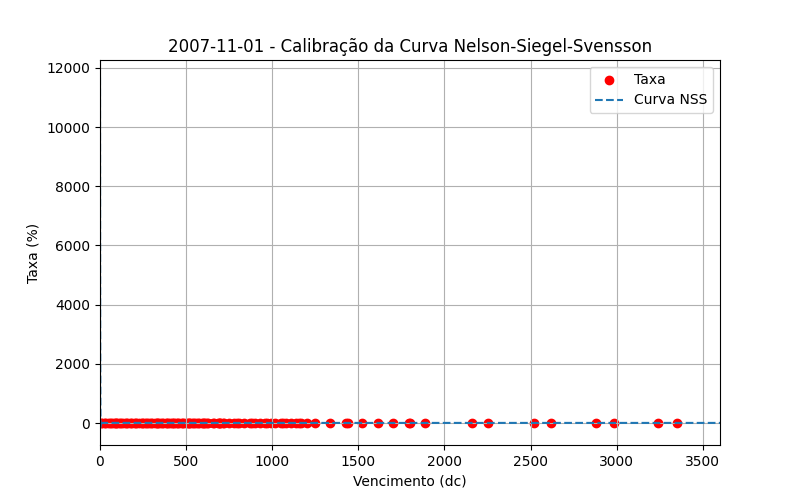 2007-11-01 - Calibração da Curva Nelson-Siegel-Svensson
Taxa
Curva NSS
Taxa (%)
12000
10000
8000
6000
4000
2000
0
0 500 1000 1500 2000 2500 3000 3500
Vencimento (dc)